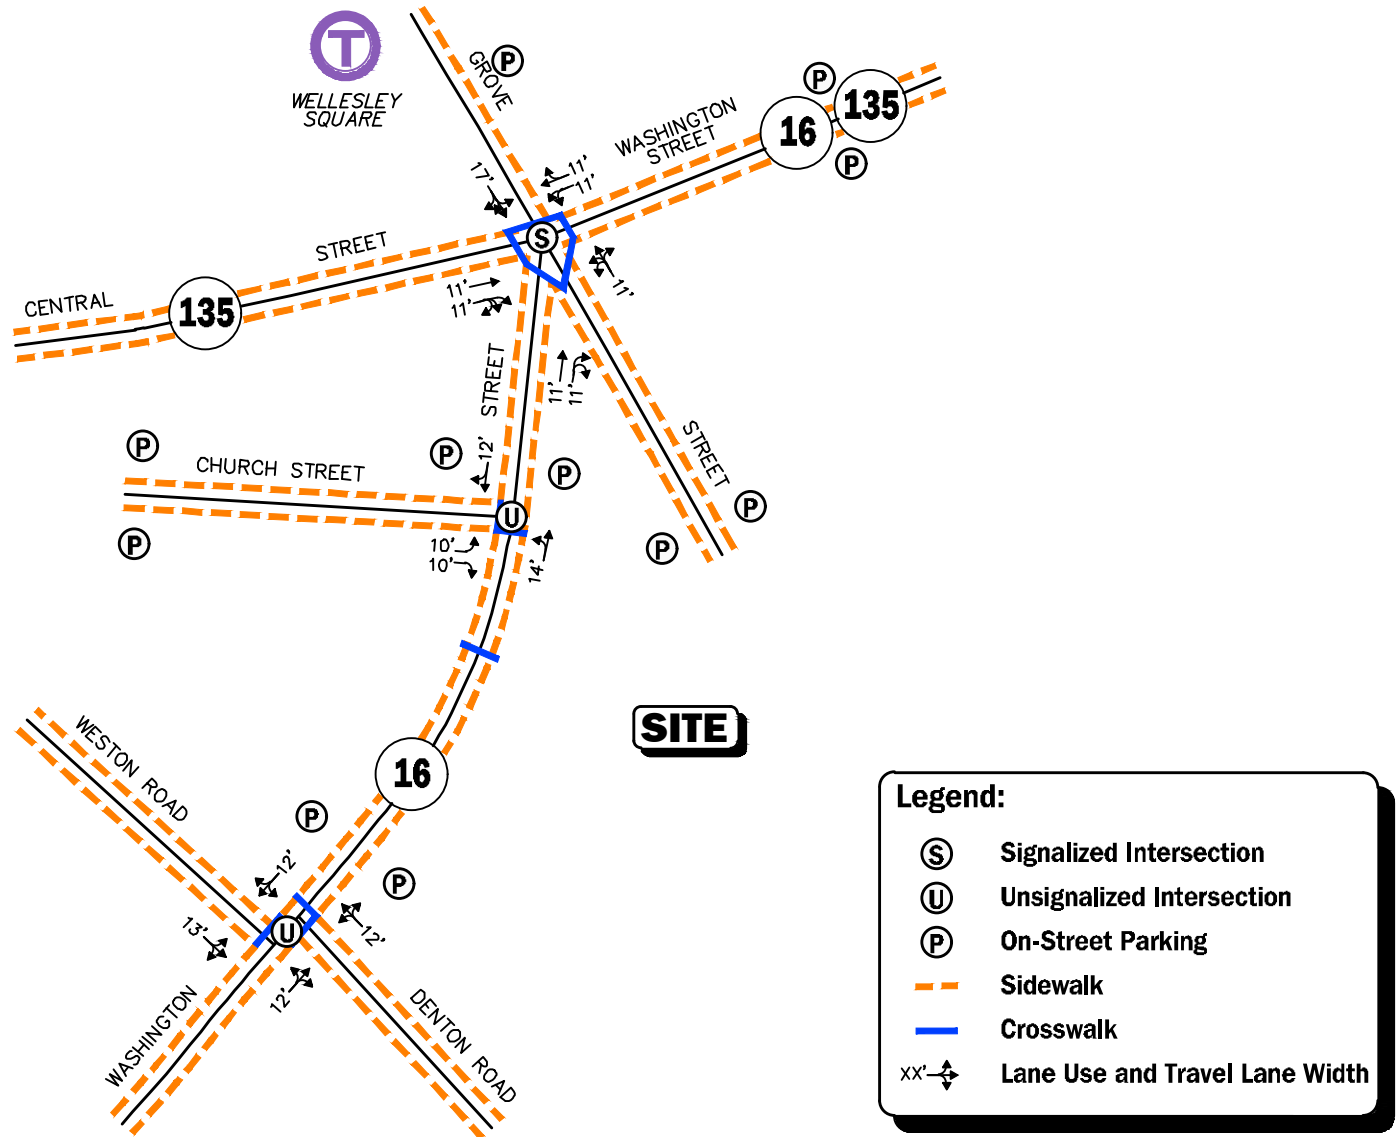 T
WELLESLEY
SQUARE
GROVE
P
P
135
16
P
WASHINGTON
STREET
17'
11'
11'
S
11'
STREET
CENTRAL
135
11'
11'
11'
11'
STREET
STREET
P
P
12'
P
CHURCH STREET
P
U
P
P
10'
10'
14'
SITE
WESTON ROAD
16
P
P
12'
13'
U
12'
12'
WASHINGTON
DENTON ROAD
Legend:
S Signalized Intersection
U Unsignalized Intersection
P On-Street Parking
Sidewalk
Crosswalk
XX' Lane Use and Travel Lane Width